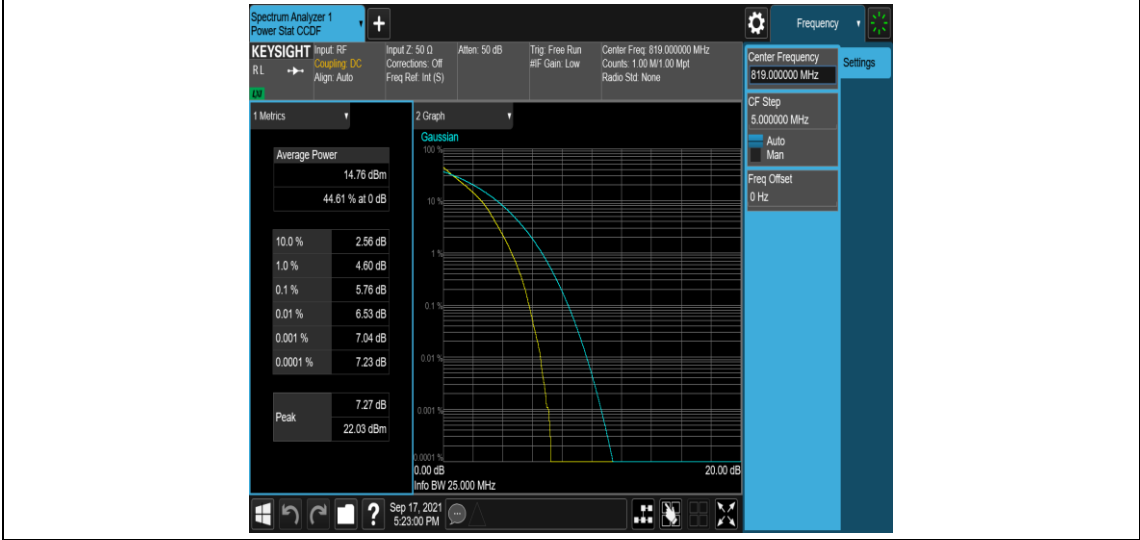 Spectrum Analyzer 1
Power Stat CCDF
+
Frequency
KEYSIGHT
RL
LXI
Input: RF
Coupling: DC
Align: Auto
Input Z: 50 Ω
Corrections: Off
Freq Ref: Int (S)
Atten: 50 dB
Trig: Free Run
#IF Gain: Low
Center Freq: 819.000000 MHz
Counts: 1.00 M/1.00 Mpt
Radio Std: None
Center Frequency
819.000000 MHz
Settings
CF Step
5.000000 MHz
Auto
Man
Freq Offset
0 Hz
1 Metrics
Average Power
14.76 dBm
44.61 % at 0 dB
10.0 % 2.56 dB
1.0 % 4.60 dB
0.1 % 5.76 dB
0.01 % 6.53 dB
0.001 % 7.04 dB
0.0001 % 7.23 dB
Peak
7.27 dB
22.03 dBm
2 Graph
Gaussian
100 %
10 %
1 %
0.1 %
0.01 %
0.001 %
0.0001 %
0.00 dB 20.00 dB
Info BW 25.000 MHz
?
Sep 17, 2021
5:23:00 PM